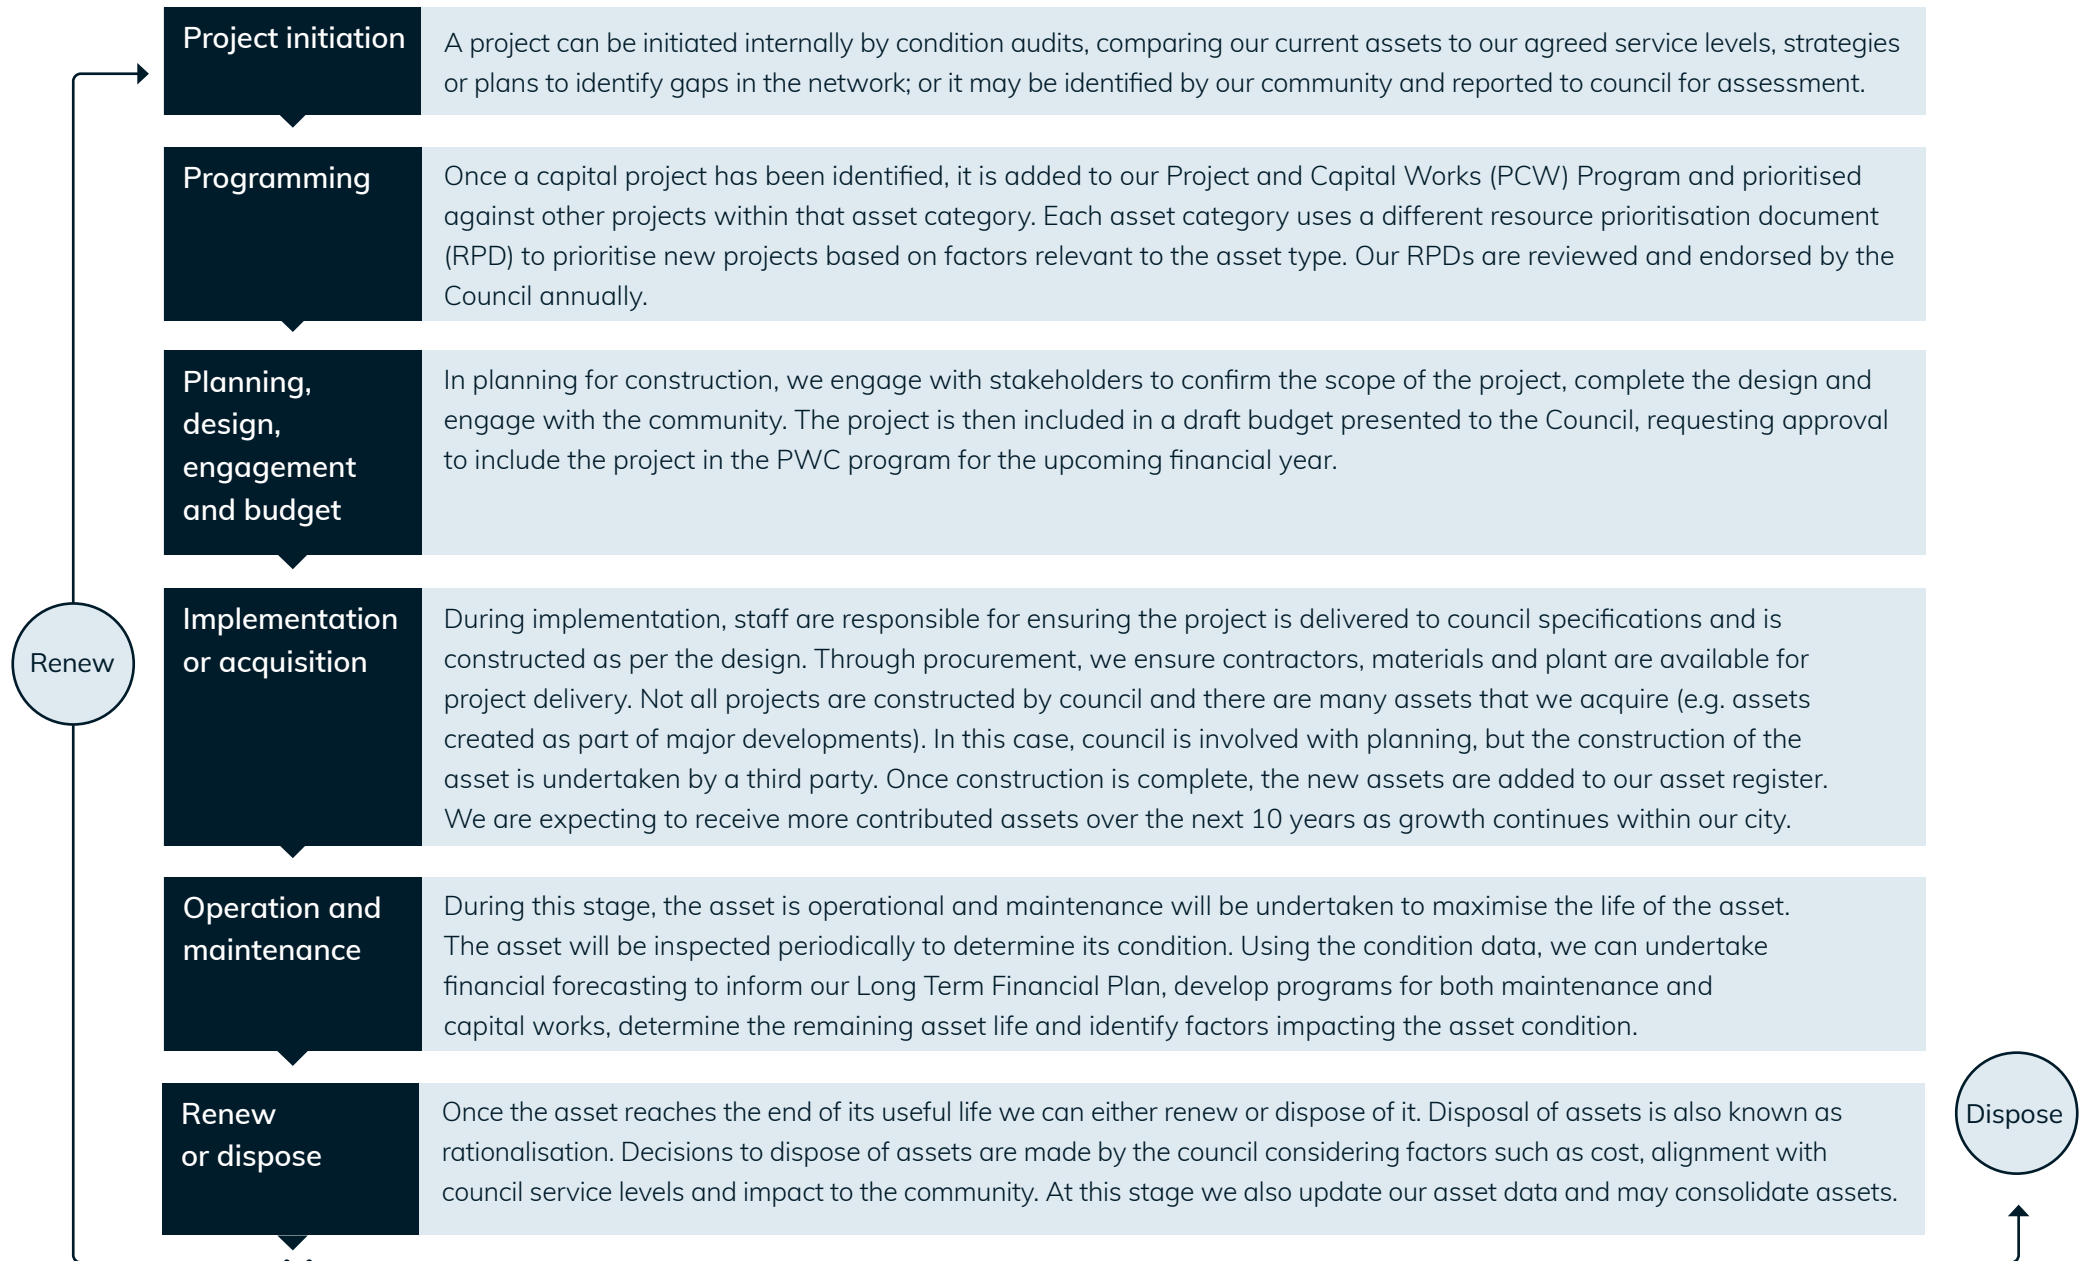 Project initiation
A project can be initiated internally by condition audits, comparing our current assets to our agreed service levels, strategies
or plans to identify gaps in the network; or it may be identified by our community and reported to council for assessment.
Programming
Once a capital project has been identified, it is added to our Project and Capital Works (PCW) Program and prioritised
against other projects within that asset category. Each asset category uses a different resource prioritisation document
(RPD) to prioritise new projects based on factors relevant to the asset type. Our RPDs are reviewed and endorsed by the
Council annually.
Planning,
design,
engagement
and budget
In planning for construction, we engage with stakeholders to confirm the scope of the project, complete the design and
engage with the community. The project is then included in a draft budget presented to the Council, requesting approval
to include the project in the PWC program for the upcoming financial year.
Renew
Implementation
or acquisition
During implementation, staff are responsible for ensuring the project is delivered to council specifications and is
constructed as per the design. Through procurement, we ensure contractors, materials and plant are available for
project delivery. Not all projects are constructed by council and there are many assets that we acquire (e.g. assets
created as part of major developments). In this case, council is involved with planning, but the construction of the
asset is undertaken by a third party. Once construction is complete, the new assets are added to our asset register.
We are expecting to receive more contributed assets over the next 10 years as growth continues within our city.
Operation and
maintenance
During this stage, the asset is operational and maintenance will be undertaken to maximise the life of the asset.
The asset will be inspected periodically to determine its condition. Using the condition data, we can undertake
financial forecasting to inform our Long Term Financial Plan, develop programs for both maintenance and
capital works, determine the remaining asset life and identify factors impacting the asset condition.
Renew
or dispose
Once the asset reaches the end of its useful life we can either renew or dispose of it. Disposal of assets is also known as
rationalisation. Decisions to dispose of assets are made by the council considering factors such as cost, alignment with
council service levels and impact to the community. At this stage we also update our asset data and may consolidate assets.
Dispose